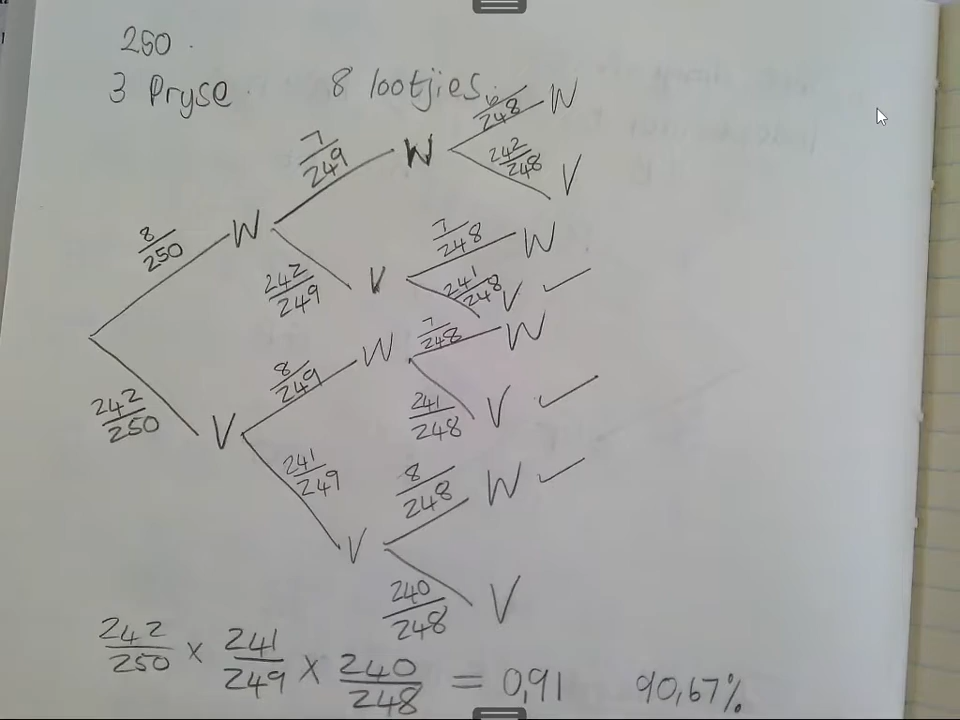 250.
3 Pryse. 8 lootjies.
6/248 W
7/249 W
242/248 V
8/250 W
7/248 W
242/249 V
241/248 V ✓
7/248 W
8/249 W
242/250 V
241/248 V ✓
241/249
8/248 W ✓
V
240/248 V
242/250 × 241/249 × 240/248 = 0,91 90,67%